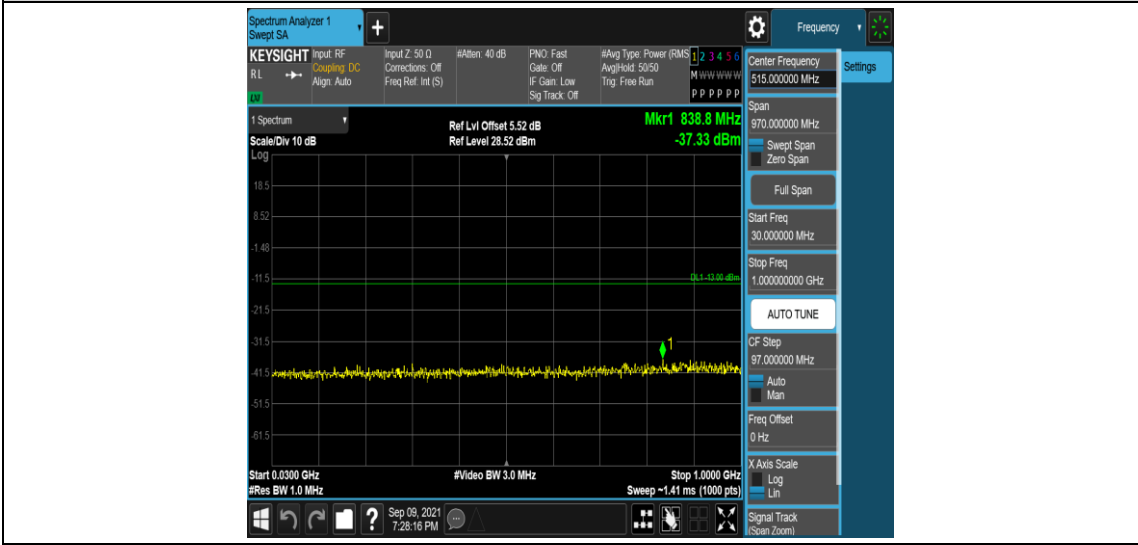 Spectrum Analyzer 1
Swept SA
+
Frequency
KEYSIGHT
Input: RF
Coupling: DC
Align: Auto
Input Z: 50 Ω
Corrections: Off
Freq Ref: Int (S)
#Atten: 40 dB
PNO: Fast
Gate: Off
IF Gain: Low
Sig Track: Off
#Avg Type: Power (RMS
Avg|Hold: 50/50
Trig: Free Run
1 2 3 4 5 6
M W W W W W
P P P P P P
R L
LXI
1 Spectrum
Scale/Div 10 dB
Log
Ref Lvl Offset 5.52 dB
Ref Level 28.52 dBm
Mkr1 838.8 MHz
-37.33 dBm
18.5
8.52
-1.48
-11.5
DL1 -13.00 dBm
-21.5
-31.5
1
-41.5
-51.5
-61.5
Start 0.0300 GHz
#Res BW 1.0 MHz
#Video BW 3.0 MHz
Stop 1.0000 GHz
Sweep ~1.41 ms (1000 pts)
?
Sep 09, 2021
7:28:16 PM
Center Frequency
515.000000 MHz
Settings
Span
970.000000 MHz
Swept Span
Zero Span
Full Span
Start Freq
30.000000 MHz
Stop Freq
1.000000000 GHz
AUTO TUNE
CF Step
97.000000 MHz
Auto
Man
Freq Offset
0 Hz
X Axis Scale
Log
Lin
Signal Track
(Span Zoom)